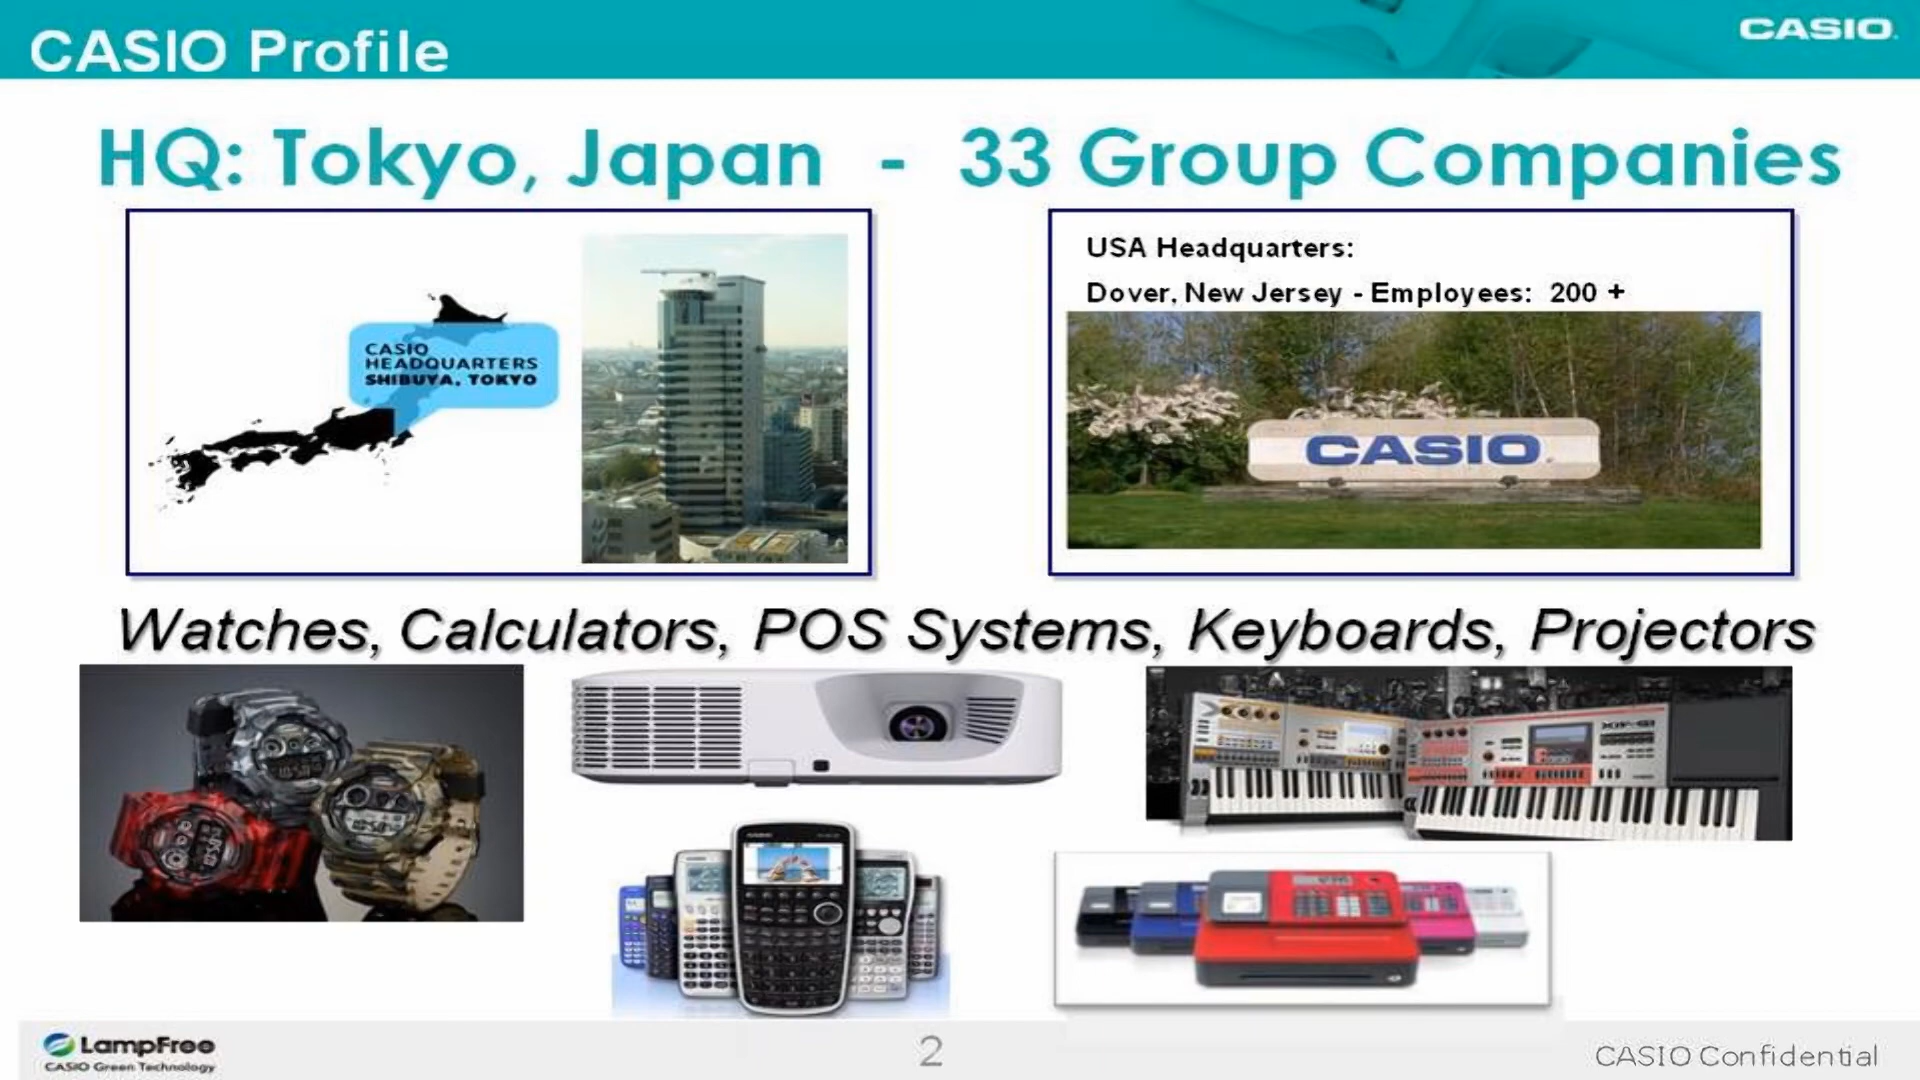 CASIO Profile
CASIO
HQ: Tokyo, Japan - 33 Group Companies
CASIO
HEADQUARTERS
SHIBUYA, TOKYO
USA Headquarters:
Dover, New Jersey - Employees: 200 +
CASIO
Watches, Calculators, POS Systems, Keyboards, Projectors
LampFree
CASIO Green Technology
2
CASIO Confidential